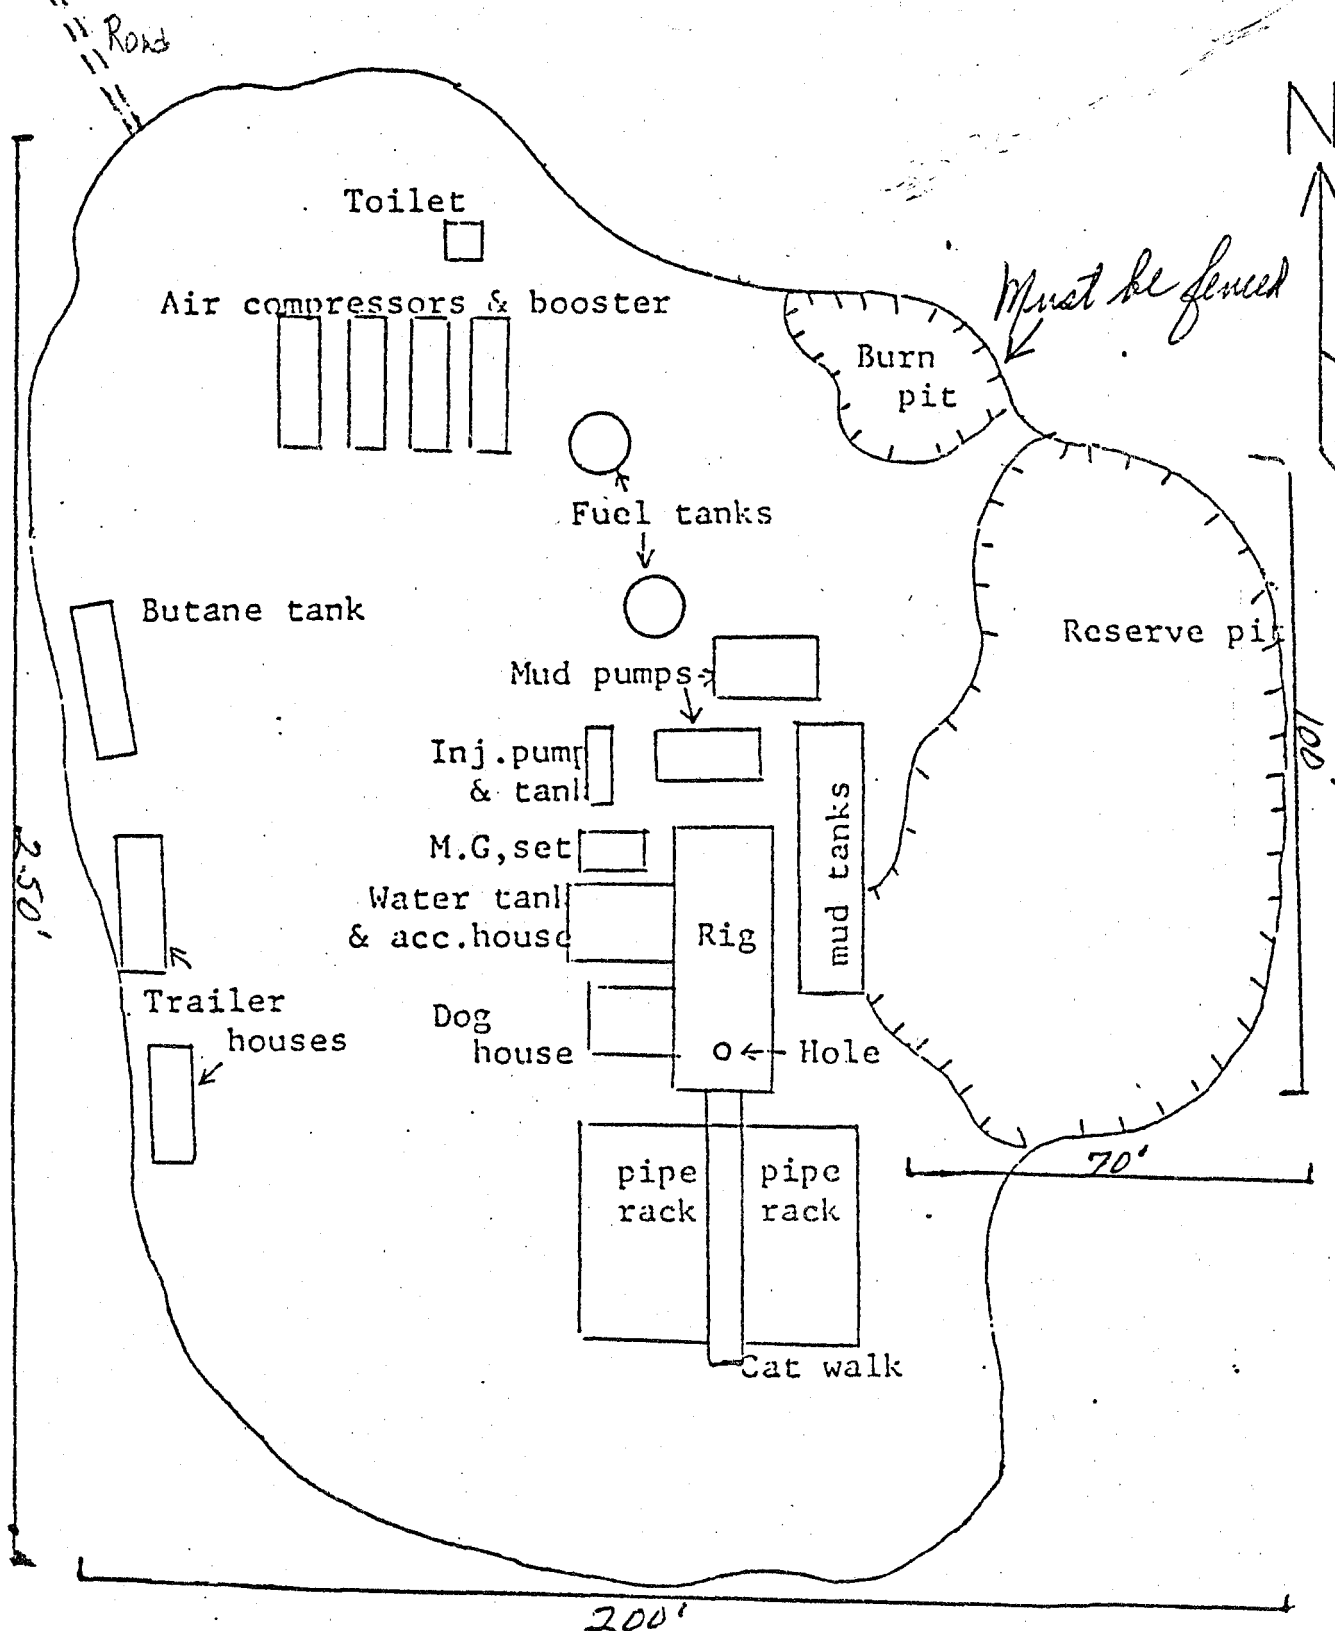 Road
N
Toilet
Air compressors & booster
Must be fenced
Burn
pit
Fuel tanks
Butane tank
Reserve pit
Mud pumps
100'
Inj.pump
& tank
mud tanks
M.G,set
250'
Water tank
& acc.house
Rig
Trailer
houses
Dog
house
Hole
pipe
rack
pipe
rack
70'
Cat walk
200'